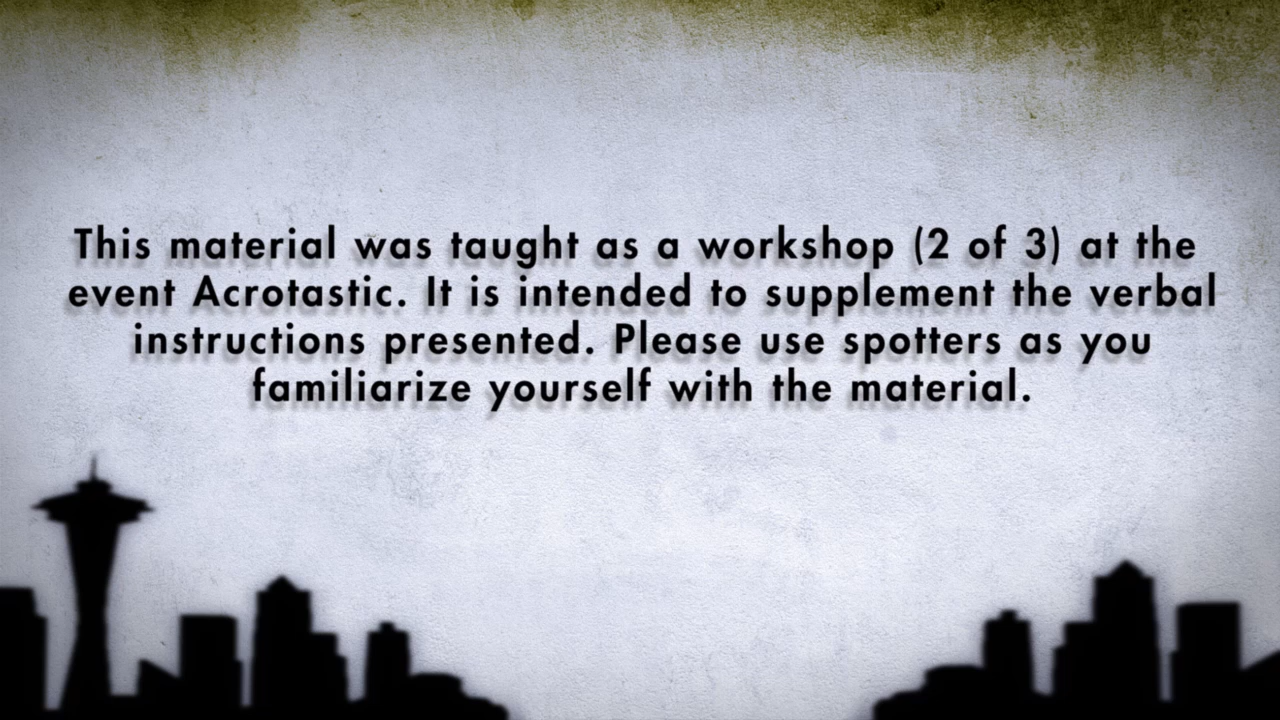 This material was taught as a workshop (2 of 3) at the
event Acrotastic. It is intended to supplement the verbal
instructions presented. Please use spotters as you
familiarize yourself with the material.